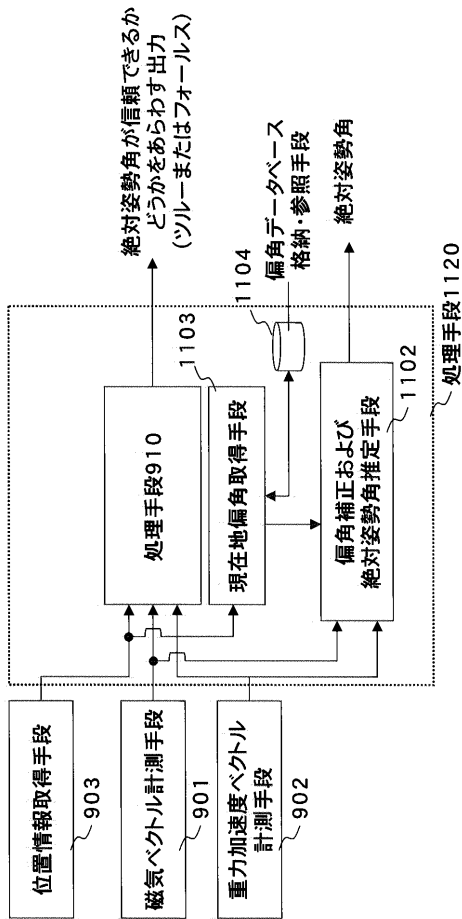 位置情報取得手段
903
磁気ベクトル計測手段
901
重力加速度ベクトル
計測手段
902
処理手段910
現在地偏角取得手段
1103
偏角補正および
絶対姿勢角推定手段
1102
処理手段1120
絶対姿勢角が信頼できるか
どうかをあらわす出力
(ツルーまたはフォールス)
1104
偏角データベース
格納・参照手段
絶対姿勢角